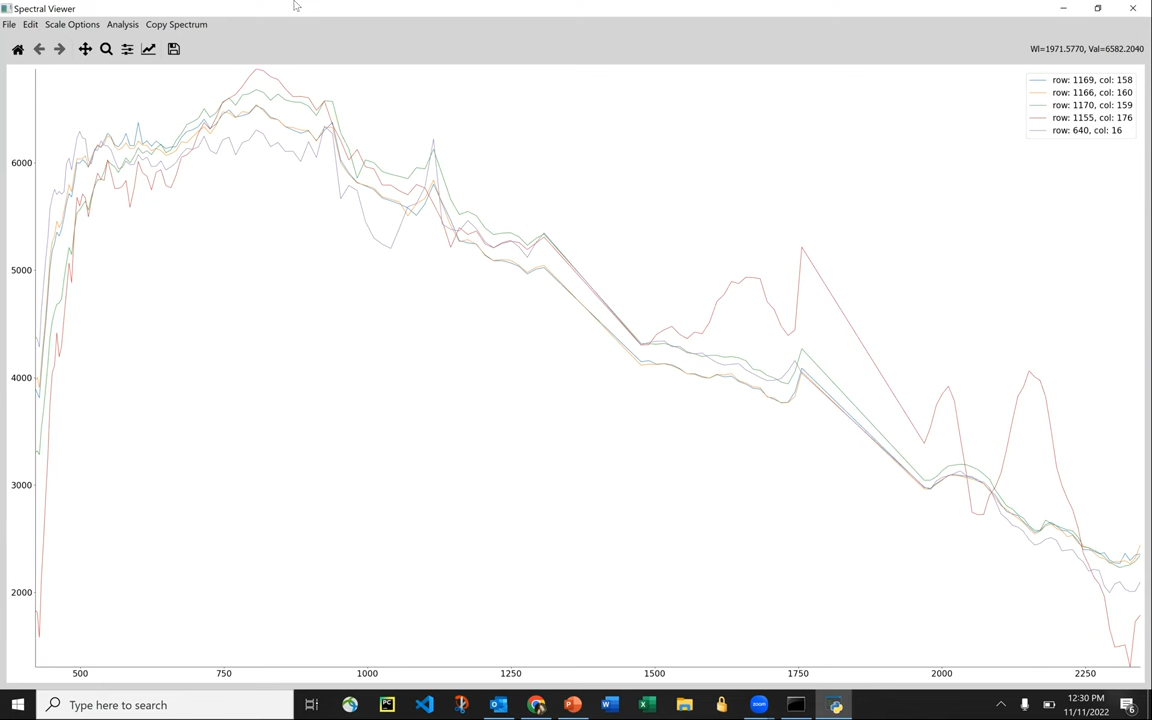 Spectral Viewer
File Edit Scale Options Analysis Copy Spectrum
Wl=1971.5770, Val=6582.2040
row: 1169, col: 158
row: 1166, col: 160
row: 1170, col: 159
row: 1155, col: 176
row: 640, col: 16
6000
5000
4000
3000
2000
500 750 1000 1250 1500 1750 2000 2250
Type here to search
PC
zoom
12:30 PM
11/11/2022
6